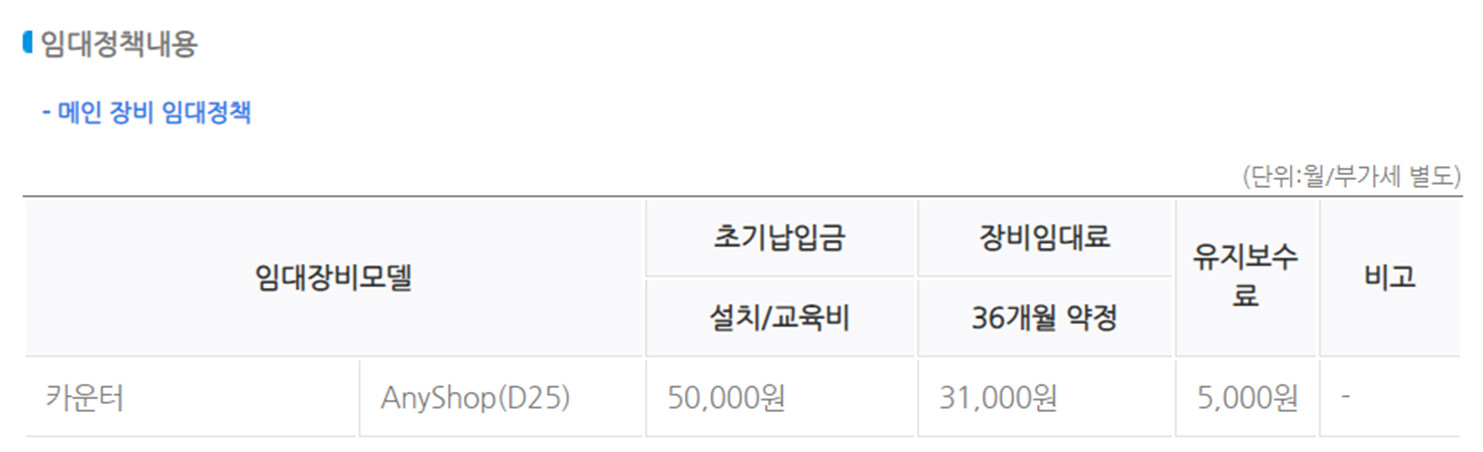 임대정책내용
- 메인 장비 임대정책
(단위:월/부가세 별도)
임대장비모델
초기납입금
장비임대료
유지보수
료
비고
설치/교육비
36개월 약정
카운터
AnyShop(D25)
50,000원
31,000원
5,000원
-